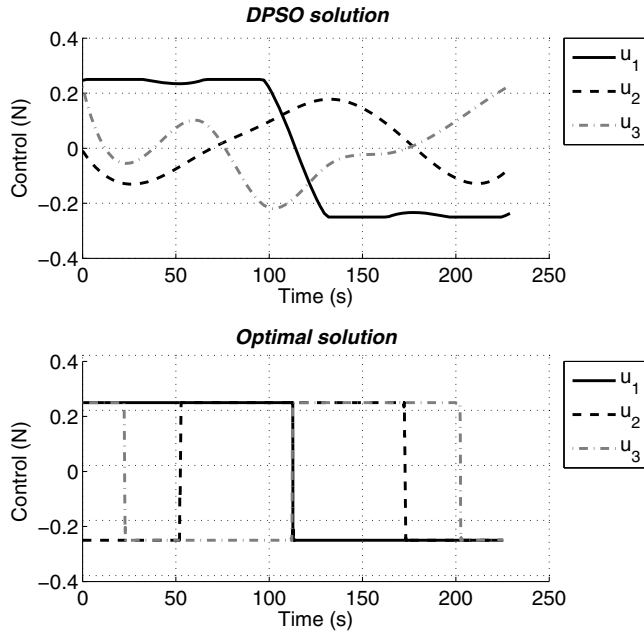 DPSO solution
0.4
0.2
0
−0.2
−0.4
Control (N)
0 50 100 150 200 250
Time (s)
u1
u2
u3
Optimal solution
0.4
0.2
0
−0.2
−0.4
Control (N)
0 50 100 150 200 250
Time (s)
u1
u2
u3